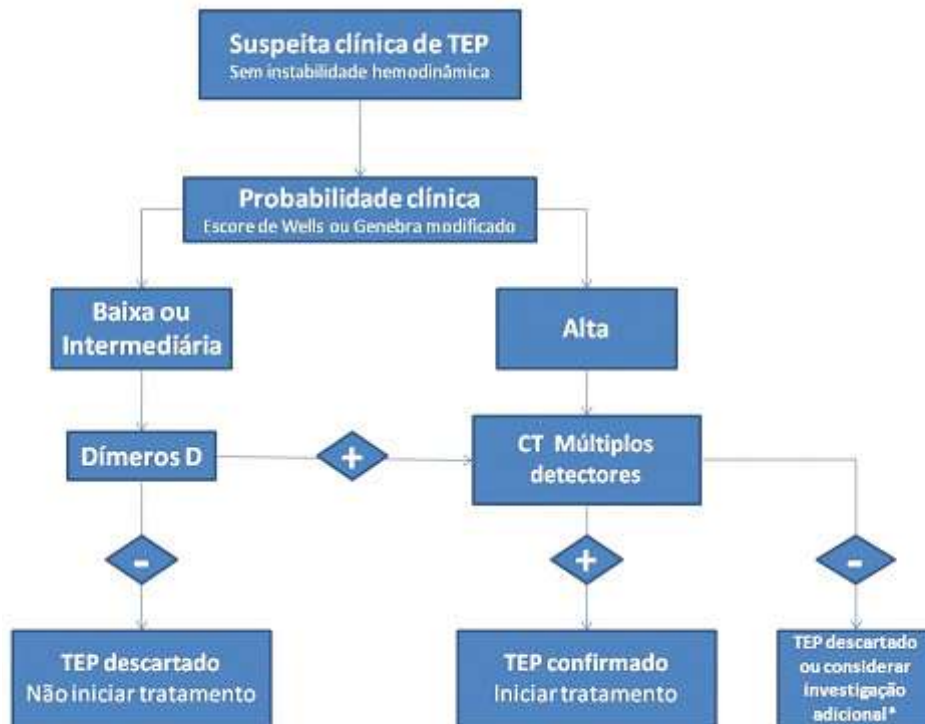 Suspeita clínica de TEP
Sem instabilidade hemodinâmica
Probabilidade clínica
Escore de Wells ou Genebra modificado
Baixa ou
Intermediária
Alta
Dímeros D
+
CT Múltiplos
detectores
-
+
-
TEP descartado
Não iniciar tratamento
TEP confirmado
Iniciar tratamento
TEP descartado
ou considerar
investigação
adicional*